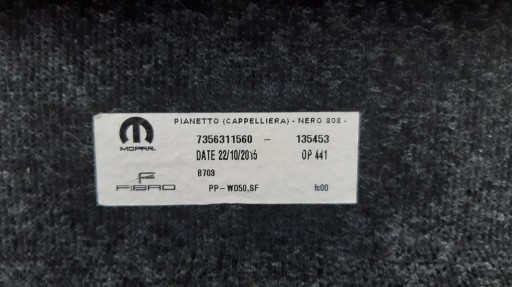 PIANETTO (CAPPELLIERA) - NERO 808 -
MOPAR
7356311560 - 135453
DATE 22/10/2015 OP 441
B703
FIBRO PP-WD50,SF fc00